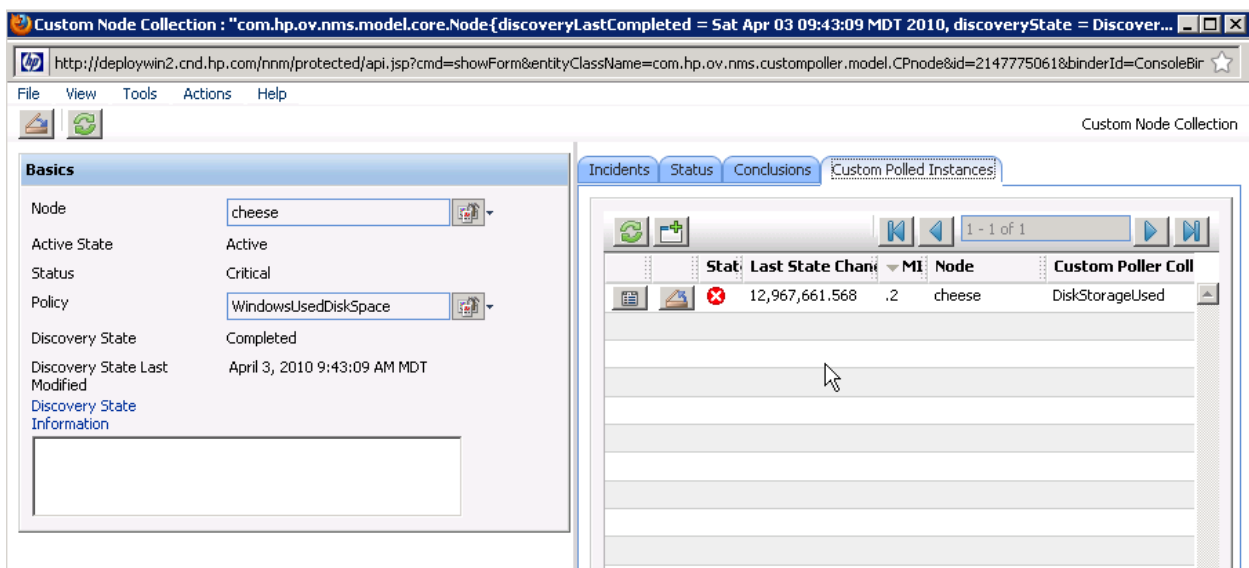 Custom Node Collection : "com.hp.ov.nms.model.core.Node{discoveryLastCompleted = Sat Apr 03 09:43:09 MDT 2010, discoveryState = Discover...
http://deploywin2.cnd.hp.com/nnm/protected/api.jsp?cmd=showForm&entityClassName=com.hp.ov.nms.custompoller.model.CPnode&id=2147775061&binderId=ConsoleBir
File View Tools Actions Help
Custom Node Collection
Basics
Node cheese
Active State Active
Status Critical
Policy WindowsUsedDiskSpace
Discovery State Completed
Discovery State Last Modified April 3, 2010 9:43:09 AM MDT
Discovery State
Information
Incidents Status Conclusions Custom Polled Instances
1 - 1 of 1
Stat Last State Chan MI Node Custom Poller Coll
12,967,661.568 .2 cheese DiskStorageUsed